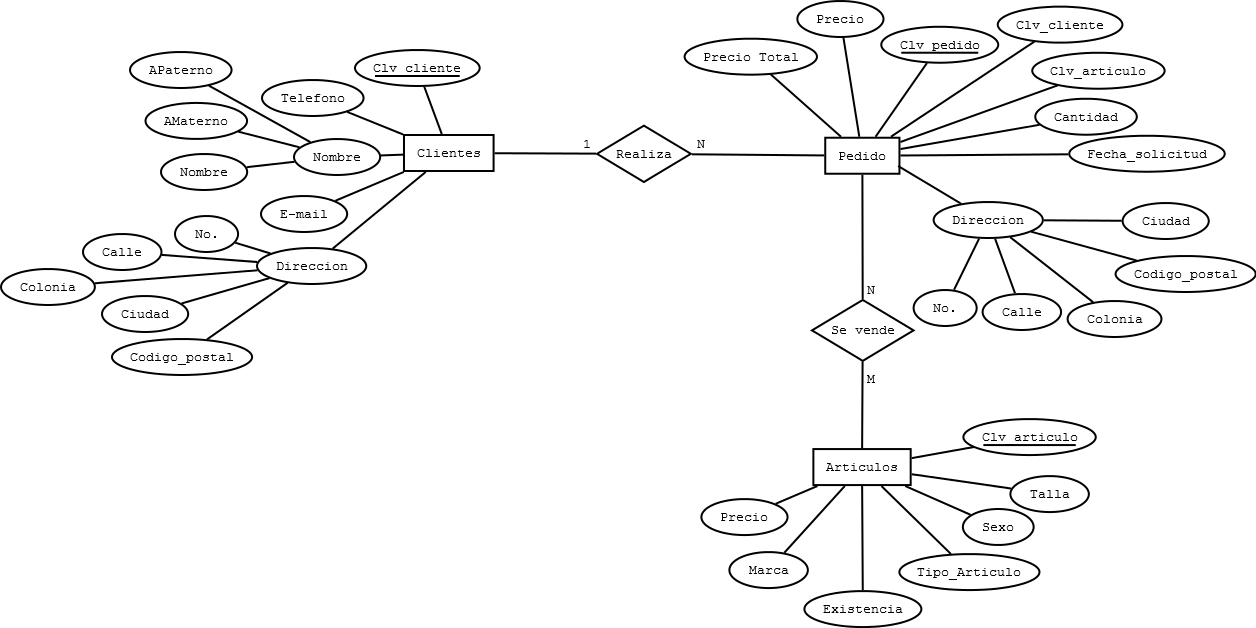 Precio
Clv_cliente
Clv_pedido
Precio Total
Clv_cliente
APaterno
Clv_articulo
Telefono
Cantidad
AMaterno
1
N
Clientes
Realiza
Pedido
Fecha_solicitud
Nombre
Nombre
E-mail
Direccion
Ciudad
No.
Calle
Direccion
Codigo_postal
Colonia
N
No.
Calle
Colonia
Ciudad
Se vende
Codigo_postal
M
Clv_articulo
Articulos
Talla
Precio
Sexo
Marca
Tipo_Articulo
Existencia